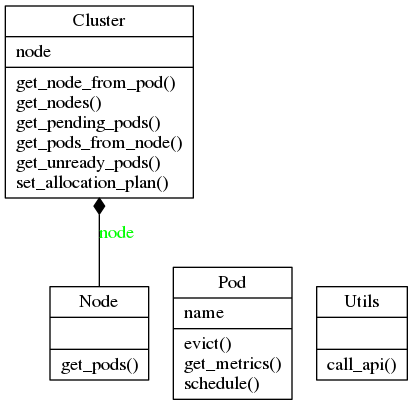 Cluster
node
get_node_from_pod()
get_nodes()
get_pending_pods()
get_pods_from_node()
get_unready_pods()
set_allocation_plan()
node
Node
get_pods()
Pod
name
evict()
get_metrics()
schedule()
Utils
call_api()